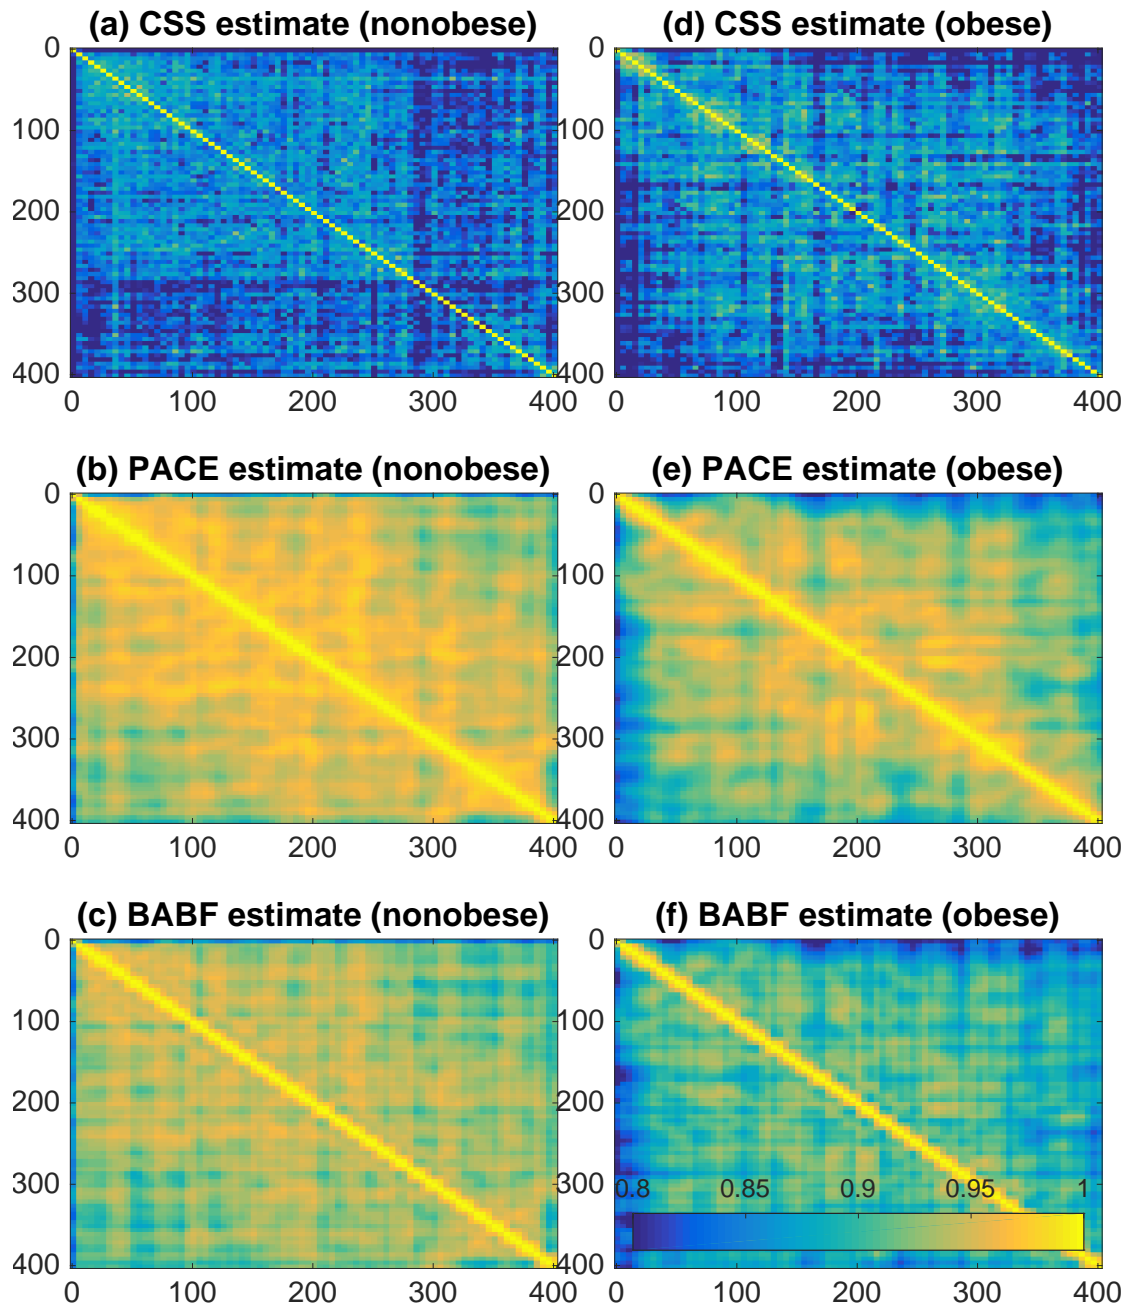 (a) CSS estimate (nonobese)
0
100
200
300
400
0 100 200 300 400
(d) CSS estimate (obese)
0
100
200
300
400
0 100 200 300 400
(b) PACE estimate (nonobese)
0
100
200
300
400
0 100 200 300 400
(e) PACE estimate (obese)
0
100
200
300
400
0 100 200 300 400
(c) BABF estimate (nonobese)
0
100
200
300
400
0 100 200 300 400
(f) BABF estimate (obese)
0
100
200
300
400
0.8 0.85 0.9 0.95 1
0 100 200 300 400